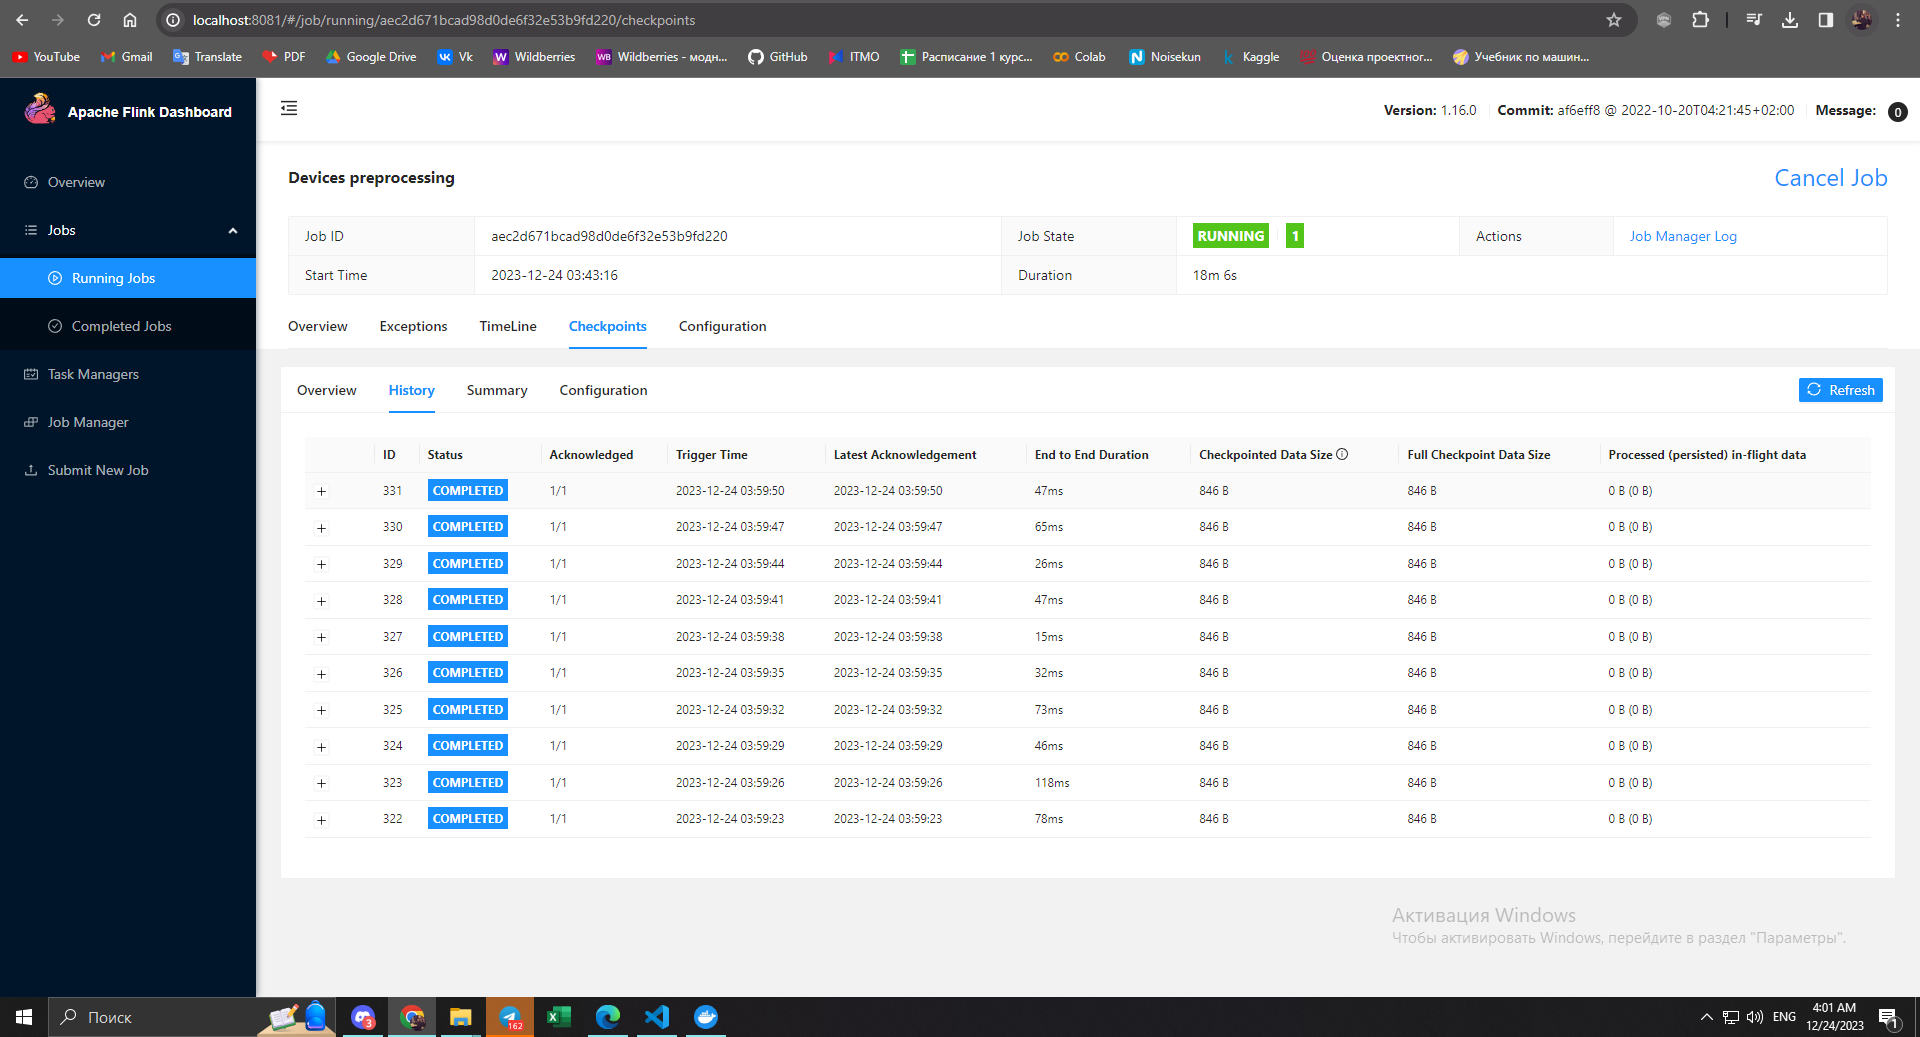 localhost:8081/#/job/running/aec2d671bcad98d0de6f32e53b9fd220/checkpoints
YouTube Gmail Translate PDF Google Drive Vk Wildberries Wildberries - модн... GitHub ITMO Расписание 1 курс... Colab Noisekun Kaggle Оценка проектног... Учебник по машин...
Apache Flink Dashboard
Version: 1.16.0 Commit: af6eff8 @ 2022-10-20T04:21:45+02:00 Message: 0
Overview
Jobs
Running Jobs
Completed Jobs
Task Managers
Job Manager
Submit New Job
Devices preprocessing Cancel Job
Job ID aec2d671bcad98d0de6f32e53b9fd220 Job State RUNNING 1 Actions Job Manager Log
Start Time 2023-12-24 03:43:16 Duration 18m 6s
Overview Exceptions TimeLine Checkpoints Configuration
Overview History Summary Configuration Refresh
ID Status Acknowledged Trigger Time Latest Acknowledgement End to End Duration Checkpointed Data Size Full Checkpoint Data Size Processed (persisted) in-flight data
+ 331 COMPLETED 1/1 2023-12-24 03:59:50 2023-12-24 03:59:50 47ms 846 B 846 B 0 B (0 B)
+ 330 COMPLETED 1/1 2023-12-24 03:59:47 2023-12-24 03:59:47 65ms 846 B 846 B 0 B (0 B)
+ 329 COMPLETED 1/1 2023-12-24 03:59:44 2023-12-24 03:59:44 26ms 846 B 846 B 0 B (0 B)
+ 328 COMPLETED 1/1 2023-12-24 03:59:41 2023-12-24 03:59:41 47ms 846 B 846 B 0 B (0 B)
+ 327 COMPLETED 1/1 2023-12-24 03:59:38 2023-12-24 03:59:38 15ms 846 B 846 B 0 B (0 B)
+ 326 COMPLETED 1/1 2023-12-24 03:59:35 2023-12-24 03:59:35 32ms 846 B 846 B 0 B (0 B)
+ 325 COMPLETED 1/1 2023-12-24 03:59:32 2023-12-24 03:59:32 73ms 846 B 846 B 0 B (0 B)
+ 324 COMPLETED 1/1 2023-12-24 03:59:29 2023-12-24 03:59:29 46ms 846 B 846 B 0 B (0 B)
+ 323 COMPLETED 1/1 2023-12-24 03:59:26 2023-12-24 03:59:26 118ms 846 B 846 B 0 B (0 B)
+ 322 COMPLETED 1/1 2023-12-24 03:59:23 2023-12-24 03:59:23 78ms 846 B 846 B 0 B (0 B)
Активация Windows
Чтобы активировать Windows, перейдите в раздел "Параметры".
Поиск 3 162 ENG 4:01 AM
12/24/2023 1